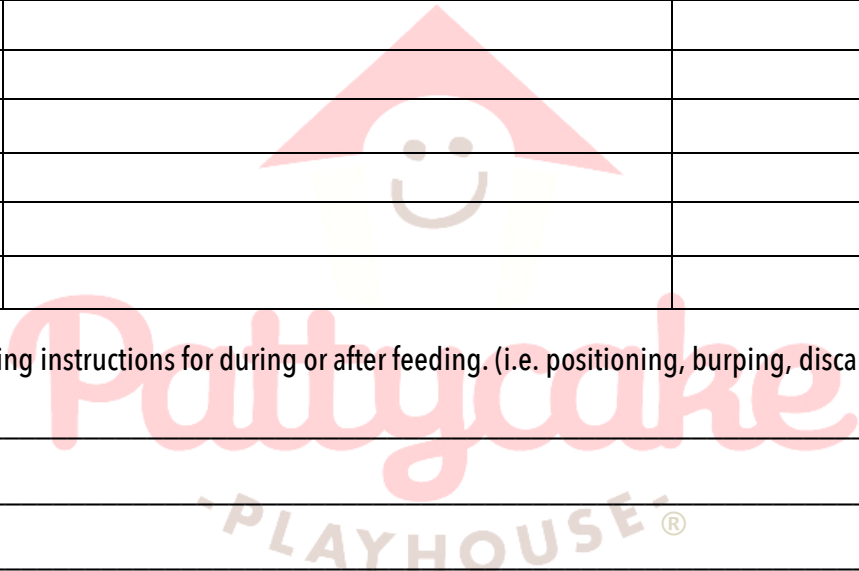 ing instructions for during or after feeding. (i.e. positioning, burping, disca
Pattycake
-PLAYHOUSE-®